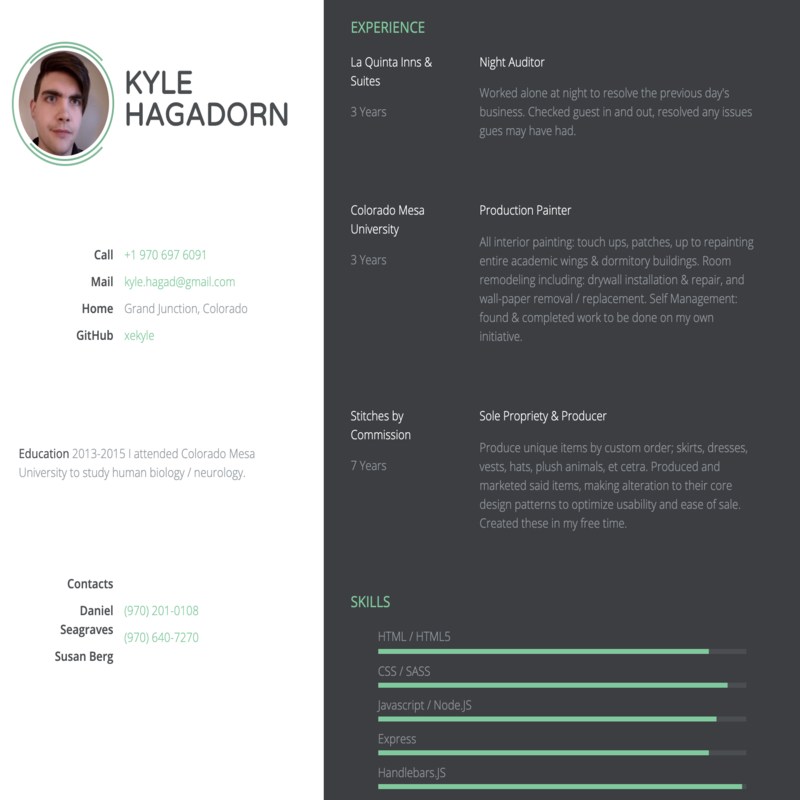 KYLE
HAGADORN
Call +1 970 697 6091
Mail kyle.hagad@gmail.com
Home Grand Junction, Colorado
GitHub xekyle
Education 2013-2015 I attended Colorado Mesa
University to study human biology / neurology.
Contacts
Daniel (970) 201-0108
Seagraves
(970) 640-7270
Susan Berg
EXPERIENCE
La Quinta Inns &
Suites
3 Years
Night Auditor
Worked alone at night to resolve the previous day's
business. Checked guest in and out, resolved any issues
gues may have had.
Colorado Mesa
University
3 Years
Production Painter
All interior painting: touch ups, patches, up to repainting
entire academic wings & dormitory buildings. Room
remodeling including: drywall installation & repair, and
wall-paper removal / replacement. Self Management:
found & completed work to be done on my own
initiative.
Stitches by
Commission
7 Years
Sole Propriety & Producer
Produce unique items by custom order; skirts, dresses,
vests, hats, plush animals, et cetra. Produced and
marketed said items, making alteration to their core
design patterns to optimize usability and ease of sale.
Created these in my free time.
SKILLS
HTML / HTML5
CSS / SASS
Javascript / Node.JS
Express
Handlebars.JS